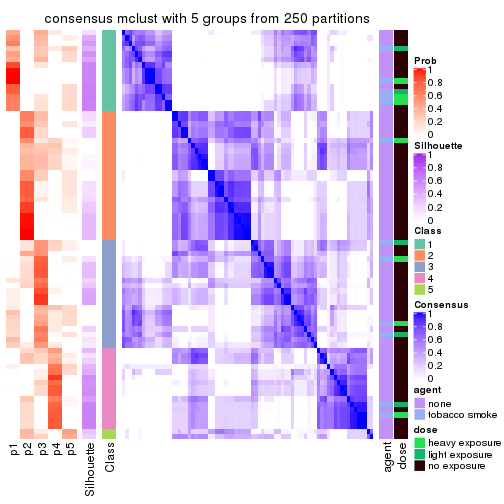 consensus mclust with 5 groups from 250 partitions
Prob
1
0.8
0.6
0.4
0.2
0
Silhouette
1
0.8
0.6
0.4
0.2
0
Class
1
2
3
4
5
Consensus
1
0.8
0.6
0.4
0.2
0
agent
none
tobacco smoke
dose
heavy exposure
light exposure
no exposure
p1
p2
p3
p4
p5
Silhouette
Class
agent
dose